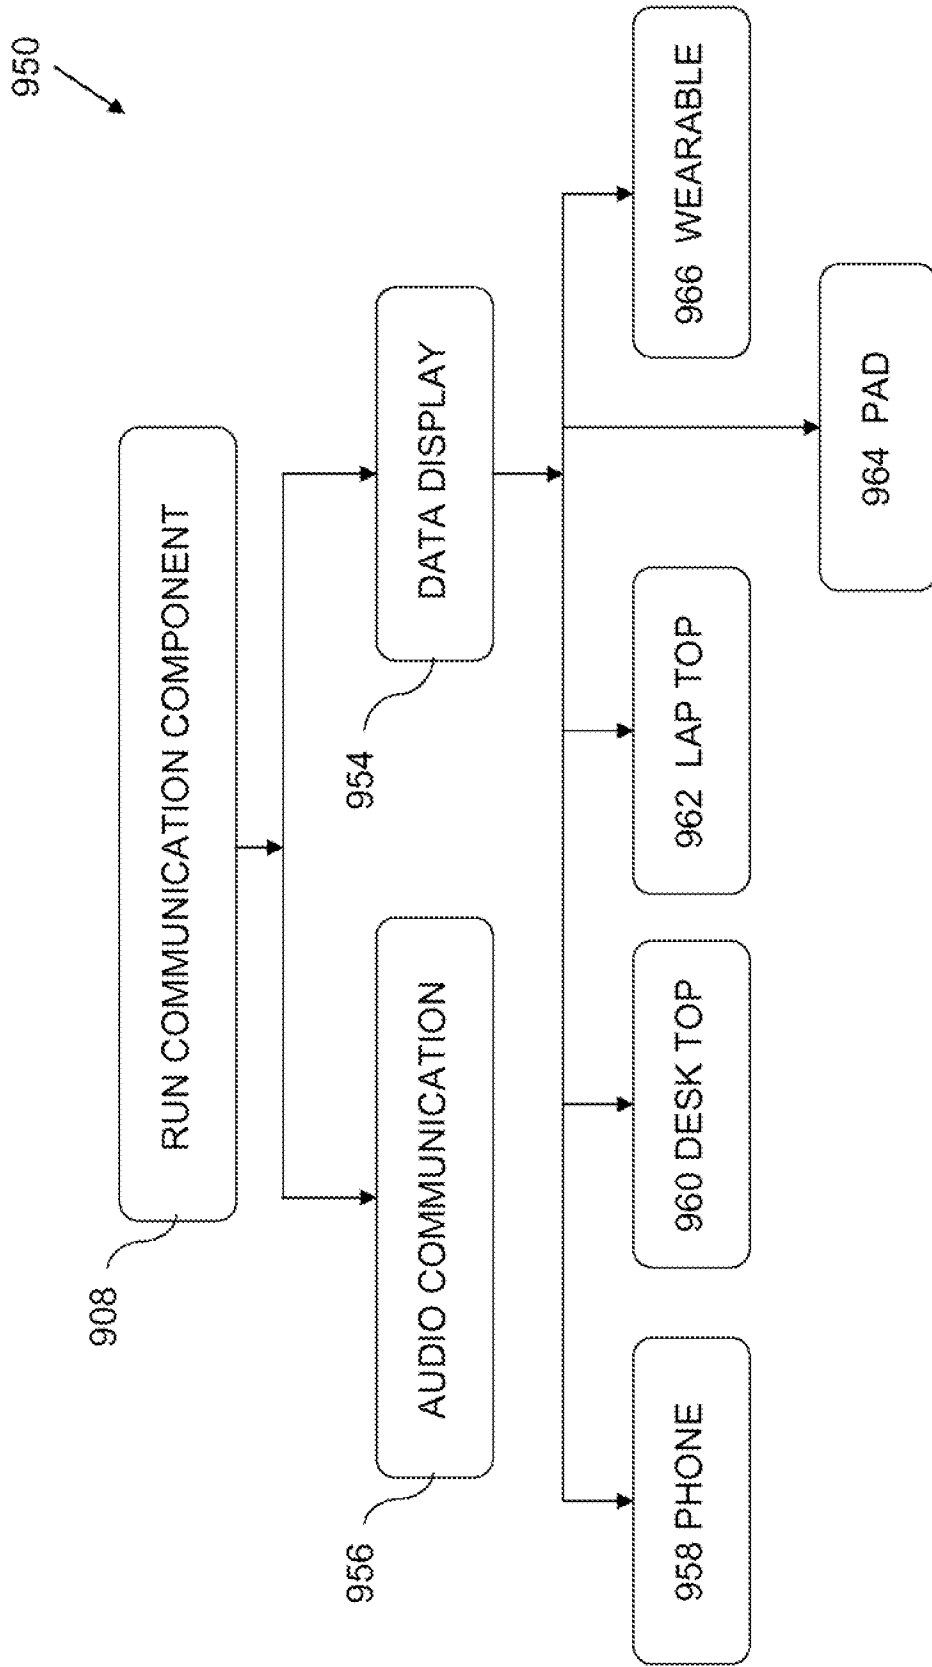 950
908
RUN COMMUNICATION COMPONENT
956
AUDIO COMMUNICATION
954
DATA DISPLAY
958 PHONE
960 DESK TOP
962 LAP TOP
966 WEARABLE
964 PAD